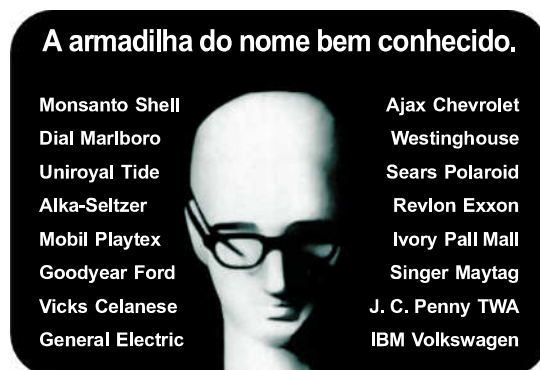 A armadilha do nome bem conhecido.
Monsanto Shell
Dial Marlboro
Uniroyal Tide
Alka-Seltzer
Mobil Playtex
Goodyear Ford
Vicks Celanese
General Electric
Ajax Chevrolet
Westinghouse
Sears Polaroid
Revlon Exxon
Ivory Pall Mall
Singer Maytag
J. C. Penny TWA
IBM Volkswagen